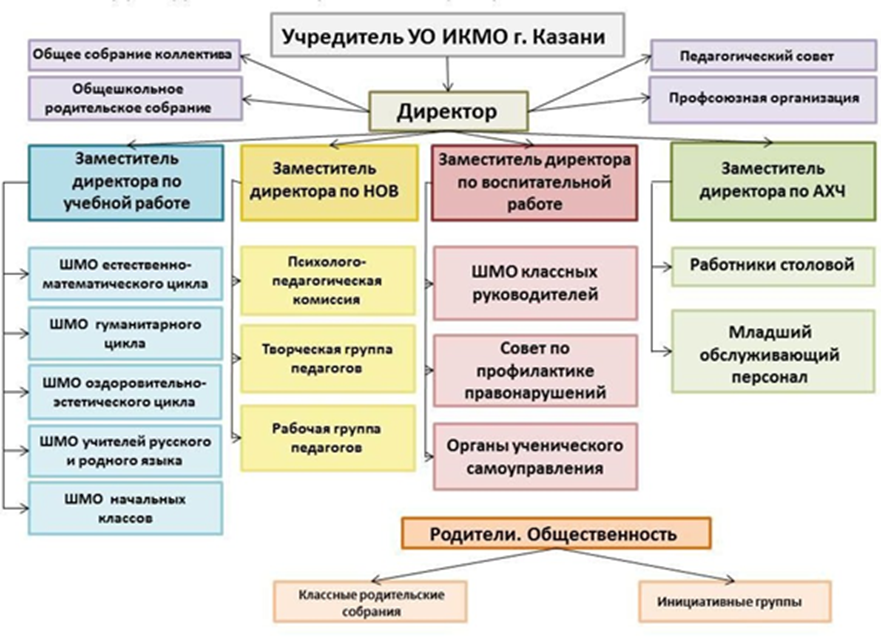 Учредитель УО ИКМО г. Казани
Общее собрание коллектива
Общешкольное
родительское собрание
Педагогический совет
Профсоюзная организация
Директор
Заместитель
директора по
учебной работе
Заместитель
директора по НОВ
Заместитель директора
по воспитательной
работе
Заместитель
директора по АХЧ
ШМО естественно-
математического цикла
ШМО гуманитарного
цикла
ШМО оздоровительно-
эстетического цикла
ШМО учителей русского
и родного языка
ШМО начальных
классов
Психолого-
педагогическая
комиссия
Творческая группа
педагогов
Рабочая группа
педагогов
ШМО классных
руководителей
Совет по
профилактике
правонарушений
Органы ученического
самоуправления
Работники столовой
Младший
обслуживающий
персонал
Родители. Общественность
Классные родительские
собрания
Инициативные группы